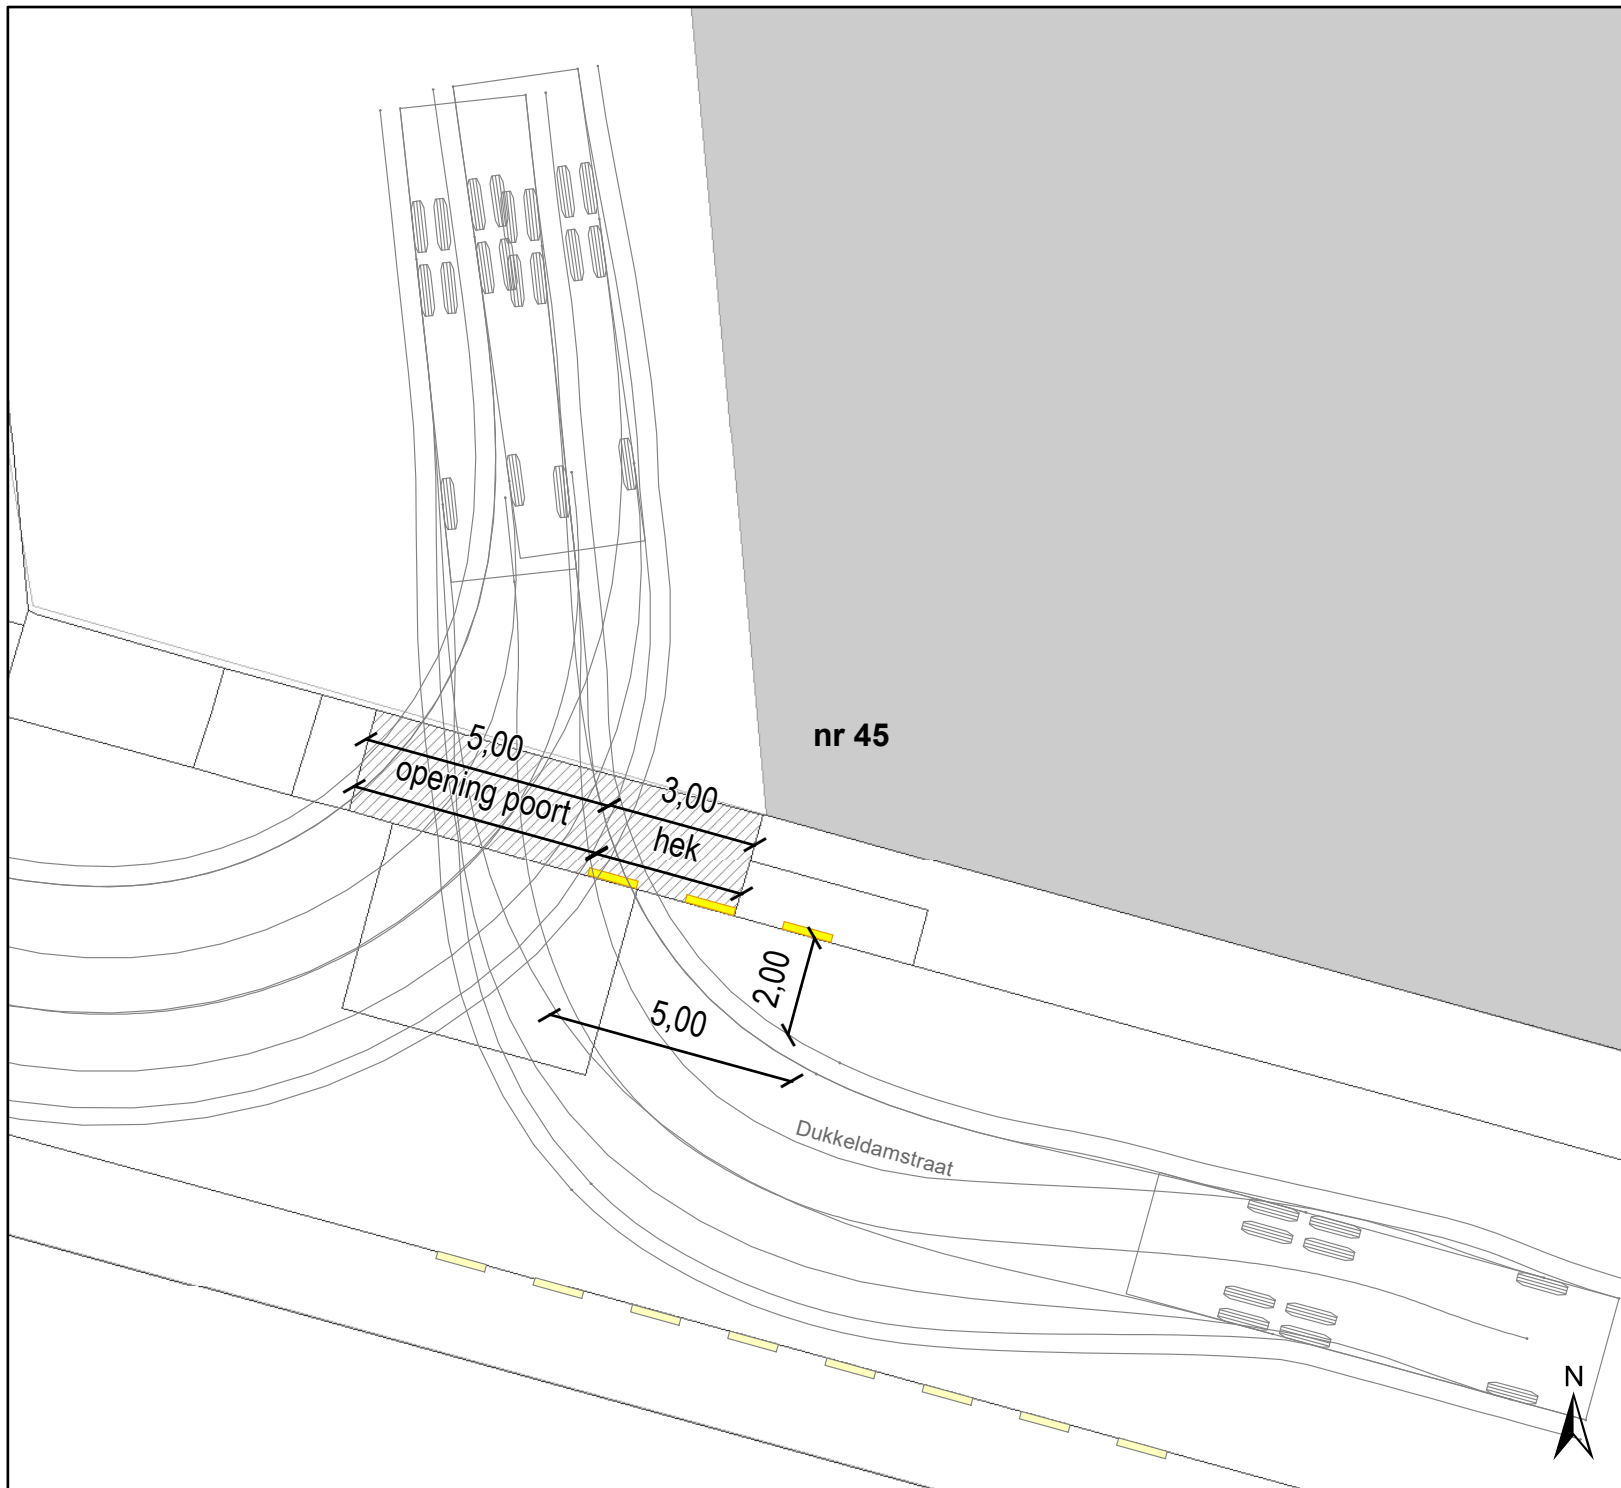 5,00
opening poort
3,00
hek
nr 45
2,00
5,00
Dukkeldamstraat
N